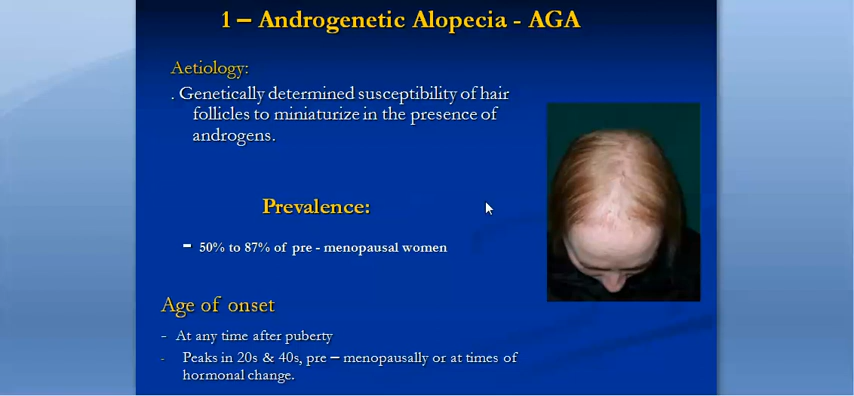 1 – Androgenetic Alopecia - AGA
Aetiology:
. Genetically determined susceptibility of hair
follicles to miniaturize in the presence of
androgens.
Prevalence:
- 50% to 87% of pre - menopausal women
Age of onset
- At any time after puberty
- Peaks in 20s & 40s, pre – menopausally or at times of
hormonal change.